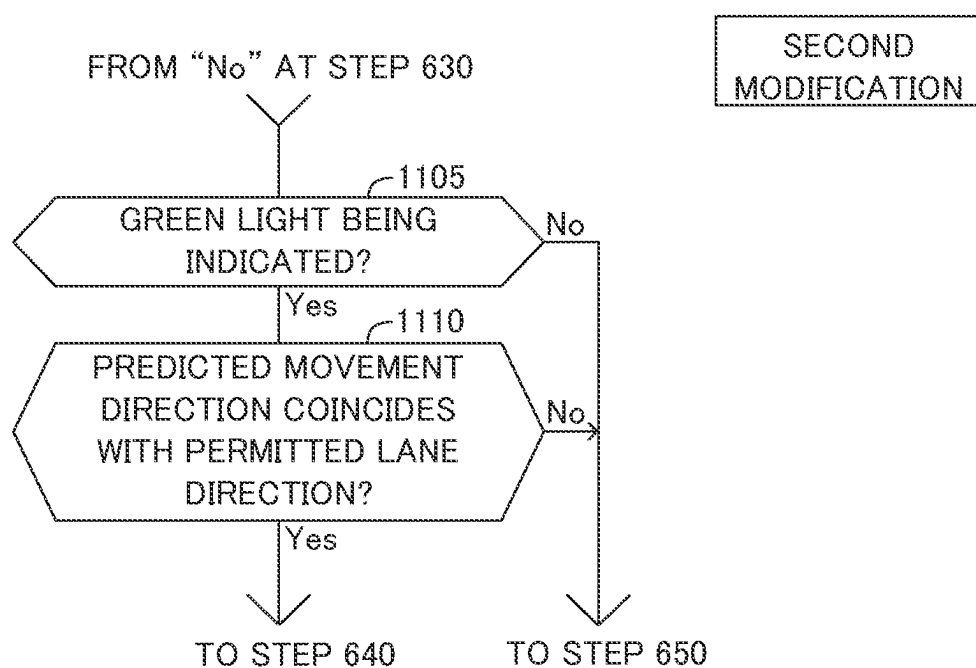 SECOND
MODIFICATION
FROM “No” AT STEP 630
1105
GREEN LIGHT BEING
INDICATED?
No
Yes
1110
PREDICTED MOVEMENT
DIRECTION COINCIDES
WITH PERMITTED LANE
DIRECTION?
No
Yes
TO STEP 640
TO STEP 650